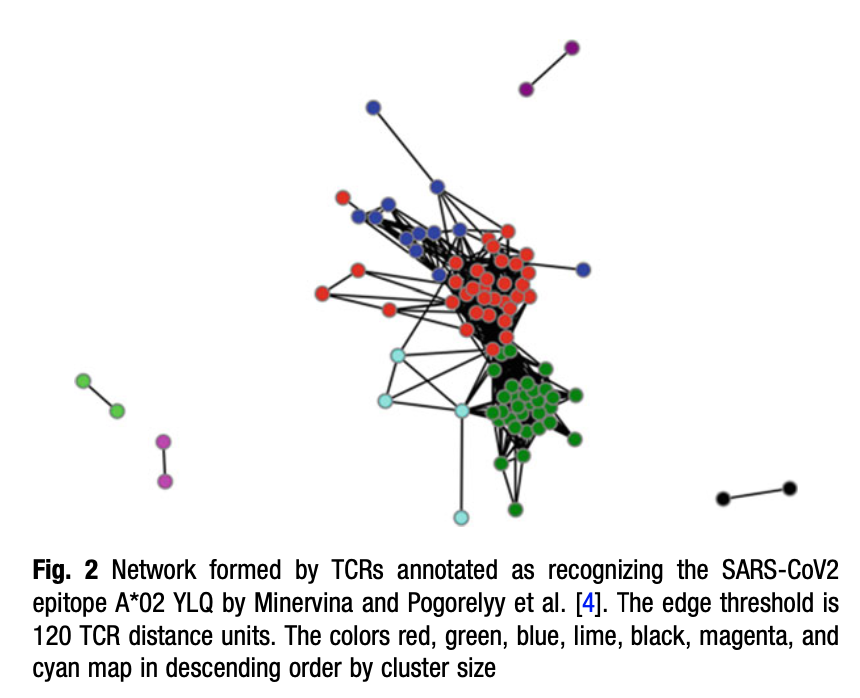 Fig. 2 Network formed by TCRs annotated as recognizing the SARS-CoV2
epitope A*02 YLQ by Minervina and Pogorelyy et al. [4]. The edge threshold is
120 TCR distance units. The colors red, green, blue, lime, black, magenta, and
cyan map in descending order by cluster size